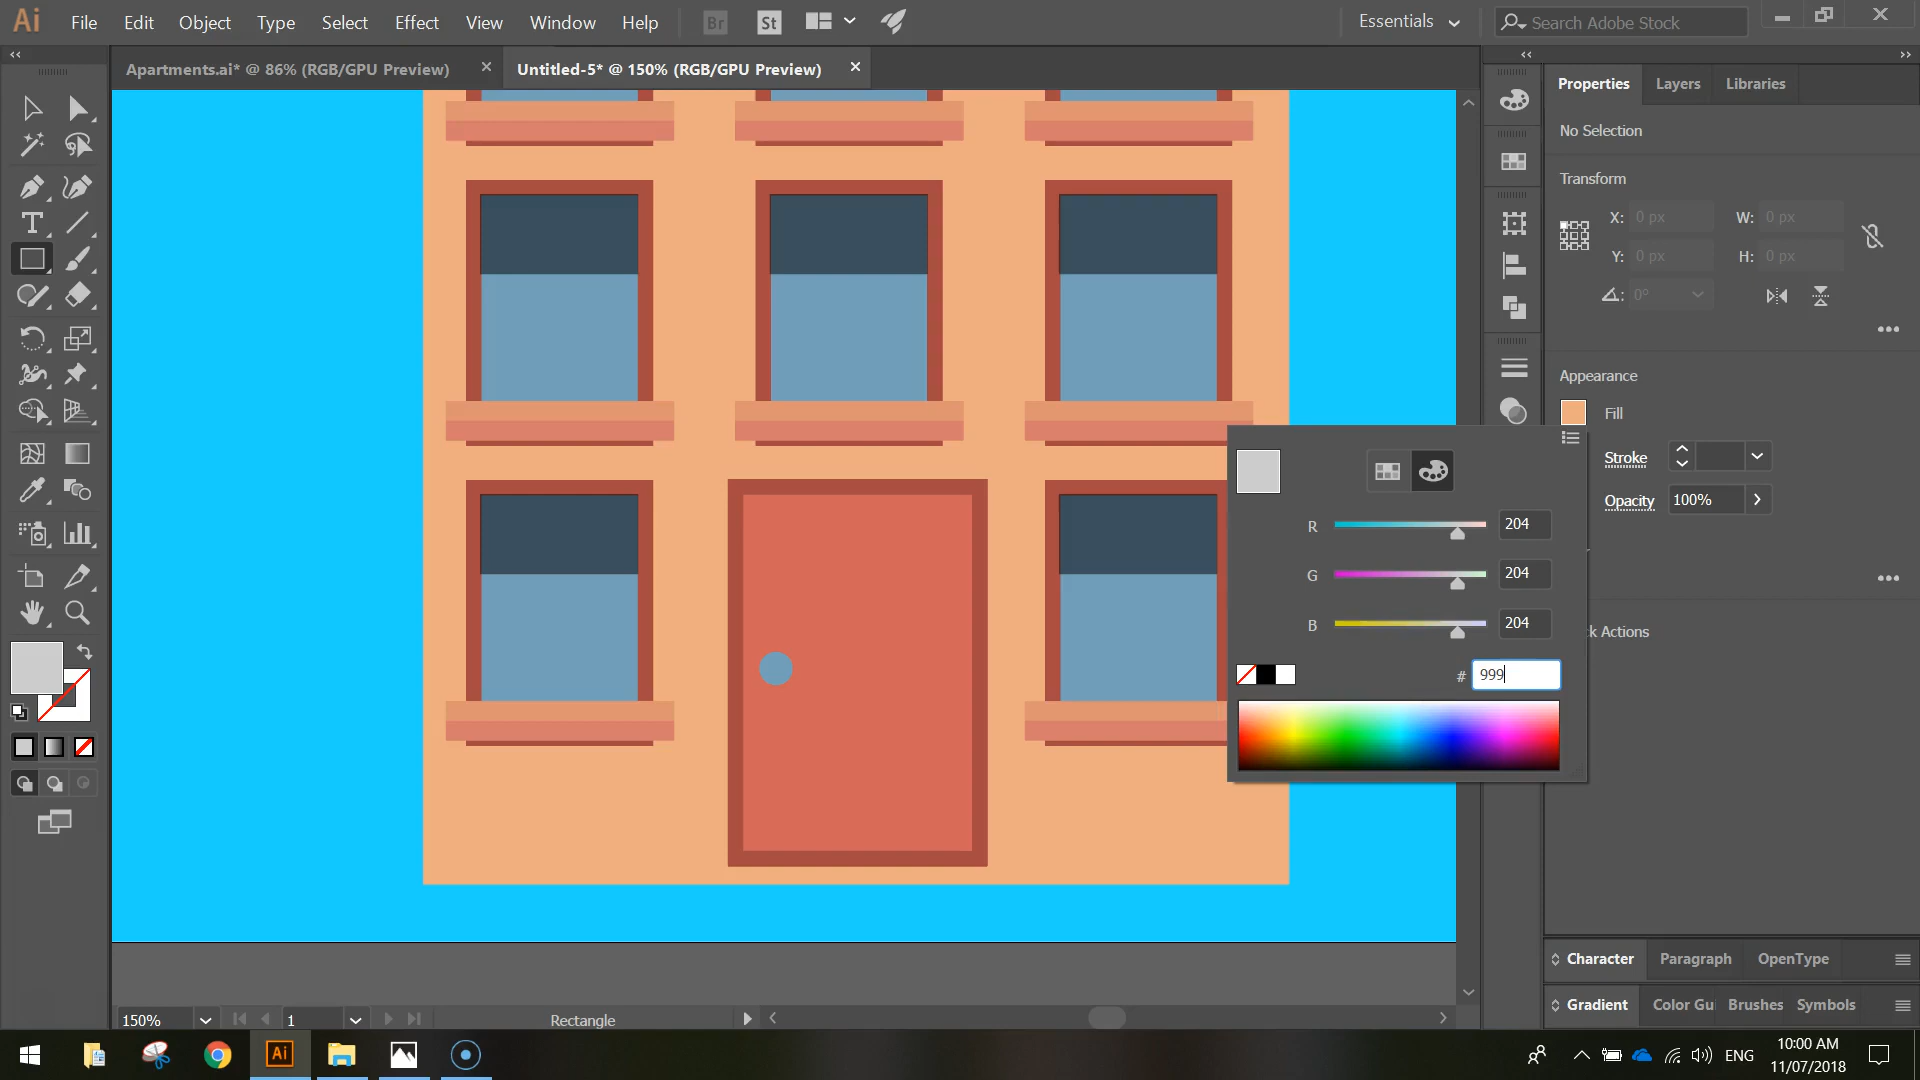 Ai File Edit Object Type Select Effect View Window Help Br St Essentials Search Adobe Stock
Apartments.ai* @ 86% (RGB/GPU Preview) Untitled-5* @ 150% (RGB/GPU Preview)
Properties Layers Libraries
No Selection
Transform
X: 0 px W: 0 px
Y: 0 px H: 0 px
0°
Appearance
Fill
Stroke
Opacity 100%
R 204
G 204
B 204
# 999
k Actions
T
Character Paragraph OpenType
Gradient Color Gui Brushes Symbols
150% 1 Rectangle
Ai ENG 10:00 AM
11/07/2018